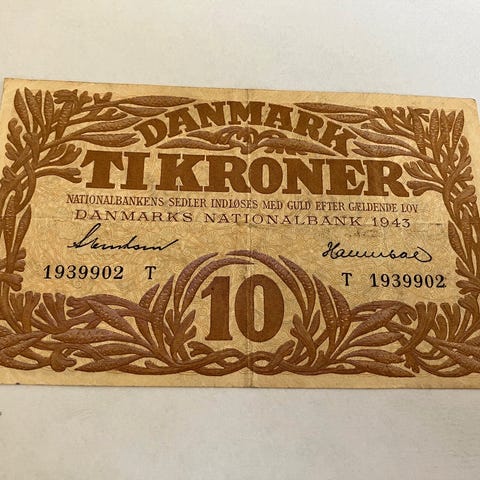 DANMARK
TI KRONER
NATIONALBANKENS SEDLER INDLØSES MED GULD EFTER GÆLDENDE LOV
DANMARKS NATIONALBANK 1943
1939902 T T 1939902
10